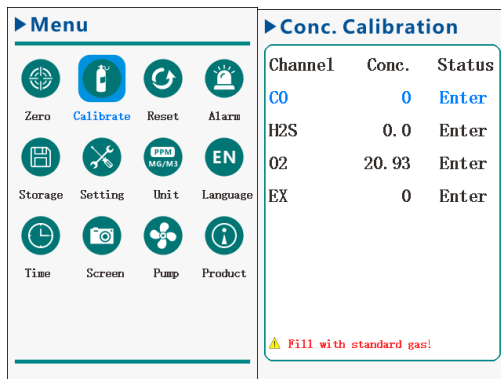 Menu
Zero Calibrate Reset Alarm
PPM
MG/M3
EN
Storage Setting Unit Language
Time Screen Pump Product
Conc. Calibration
Channel Conc. Status
CO 0 Enter
H2S 0.0 Enter
O2 20.93 Enter
EX 0 Enter
Fill with standard gas!